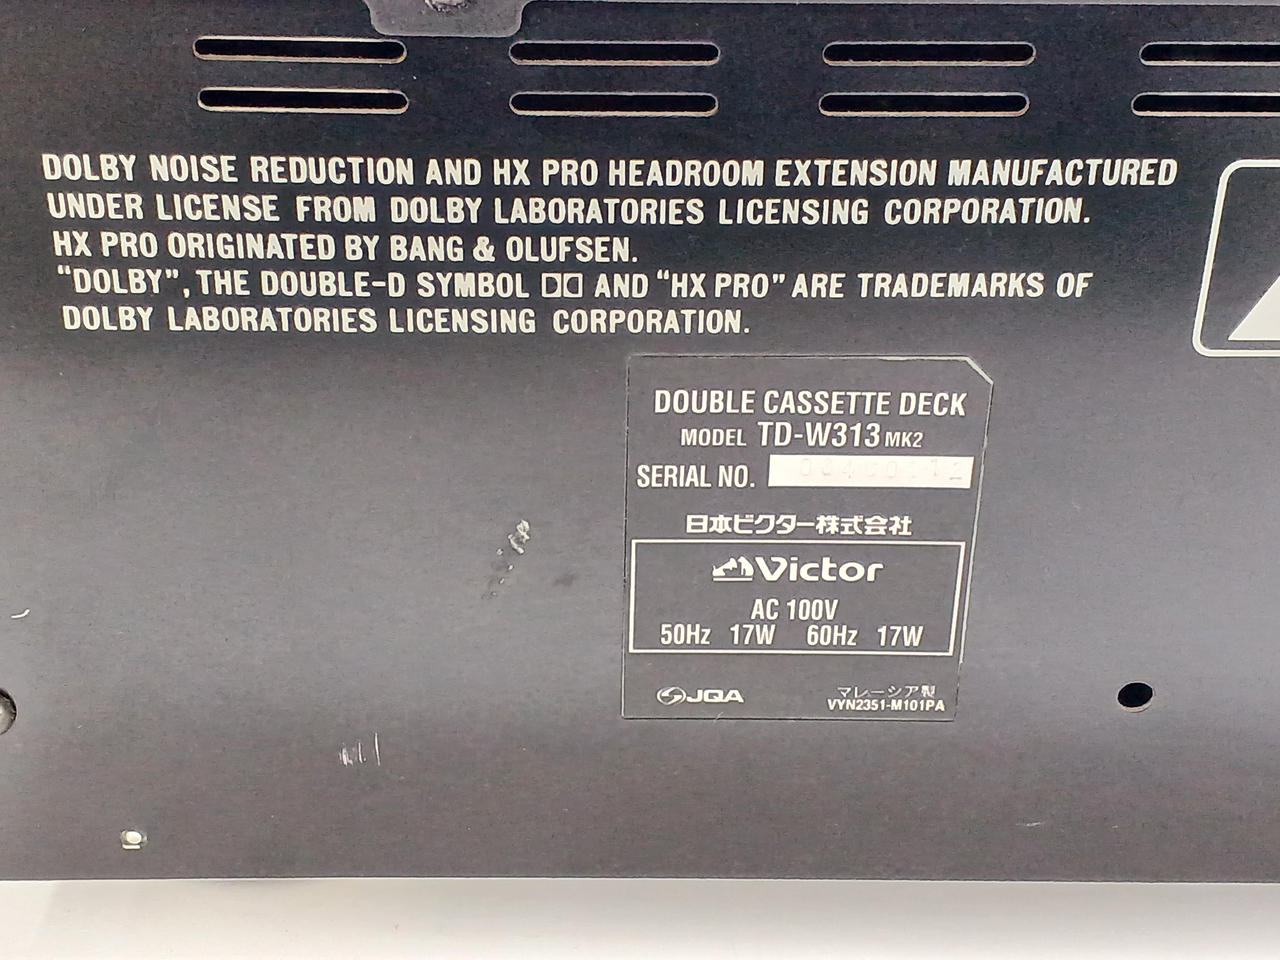 DOLBY NOISE REDUCTION AND HX PRO HEADROOM EXTENSION MANUFACTURED
UNDER LICENSE FROM DOLBY LABORATORIES LICENSING CORPORATION.
HX PRO ORIGINATED BY BANG & OLUFSEN.
“DOLBY”, THE DOUBLE-D SYMBOL AND “HX PRO” ARE TRADEMARKS OF
DOLBY LABORATORIES LICENSING CORPORATION.
DOUBLE CASSETTE DECK
MODEL TD-W313 MK2
SERIAL NO.
日本ビクター株式会社
Victor
AC 100V
50Hz 17W 60Hz 17W
JQA
マレーシア製
VYN2351-M101PA